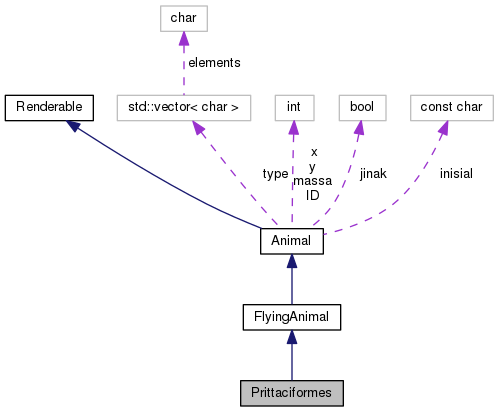 char
elements
Renderable
std::vector< char >
int
bool
const char
type
x
y
massa
ID
jinak
inisial
Animal
FlyingAnimal
Prittaciformes